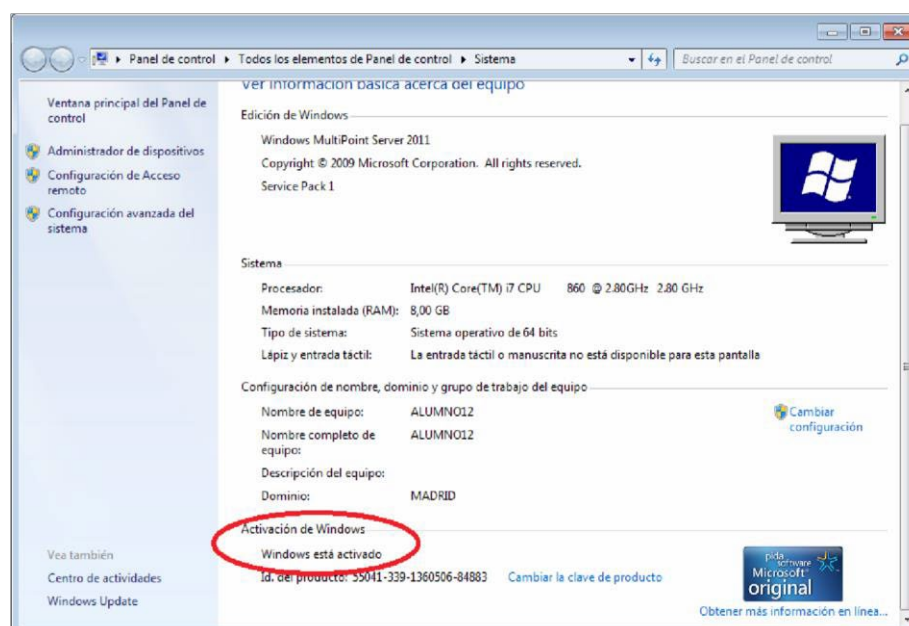 Panel de control ▸ Todos los elementos de Panel de control ▸ Sistema
Buscar en el Panel de control
Ventana principal del Panel de
control
Administrador de dispositivos
Configuración de Acceso
remoto
Configuración avanzada del
sistema
Vea también
Centro de actividades
Windows Update
Ver información básica acerca del equipo
Edición de Windows
Windows MultiPoint Server 2011
Copyright © 2009 Microsoft Corporation. All rights reserved.
Service Pack 1
Sistema
Procesador: Intel(R) Core(TM) i7 CPU 860 @ 2.80GHz 2.80 GHz
Memoria instalada (RAM): 8,00 GB
Tipo de sistema: Sistema operativo de 64 bits
Lápiz y entrada táctil: La entrada táctil o manuscrita no está disponible para esta pantalla
Configuración de nombre, dominio y grupo de trabajo del equipo
Nombre de equipo: ALUMNO12
Cambiar
configuración
Nombre completo de
equipo: ALUMNO12
Descripción del equipo:
Dominio: MADRID
Activación de Windows
Windows está activado
Id. del producto: 55041-339-1360506-84883 Cambiar la clave de producto
pida
software
Microsoft®
original
Obtener más información en línea...